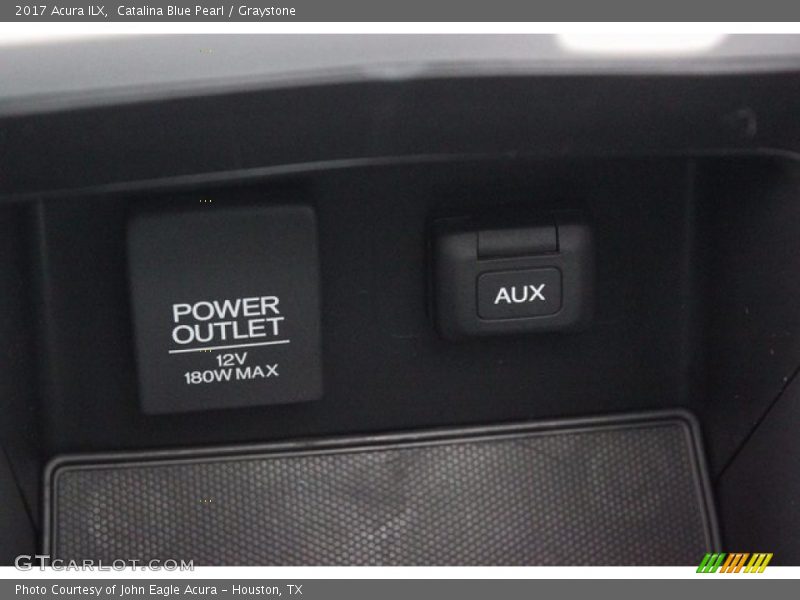 2017 Acura ILX,  Catalina Blue Pearl / Graystone
POWER
OUTLET
12V
180W MAX
AUX
GTCARLOT.COM
Photo Courtesy of John Eagle Acura - Houston, TX